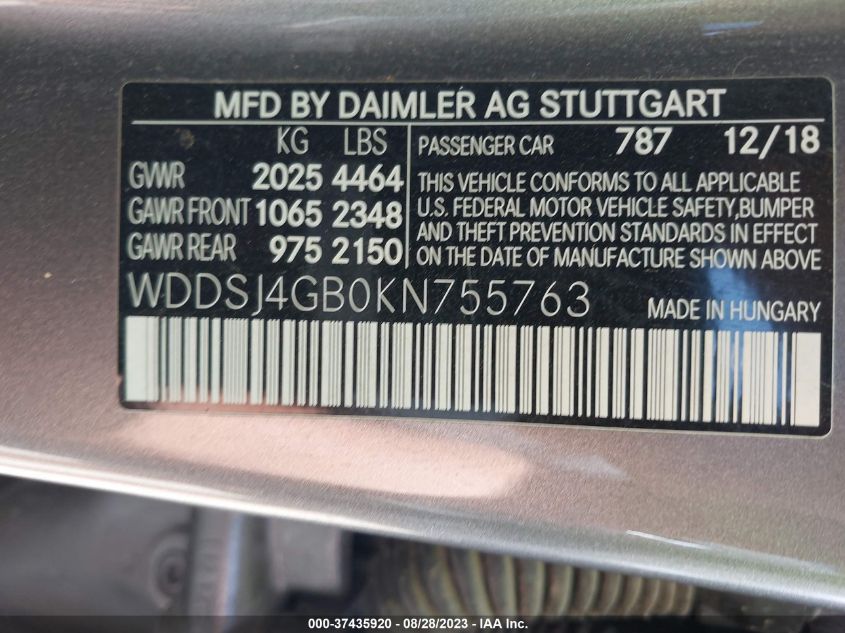 MFD BY DAIMLER AG STUTTGART
KG LBS
GVWR 2025 4464
GAWR FRONT 1065 2348
GAWR REAR 975 2150
PASSENGER CAR 787 12/18
THIS VEHICLE CONFORMS TO ALL APPLICABLE
U.S. FEDERAL MOTOR VEHICLE SAFETY,BUMPER
AND THEFT PREVENTION STANDARDS IN EFFECT
ON THE DATE OF MANUFACTURE SHOWN ABOVE
WDDSJ4GB0KN755763 MADE IN HUNGARY
000-37435920 - 08/28/2023 - IAA Inc.